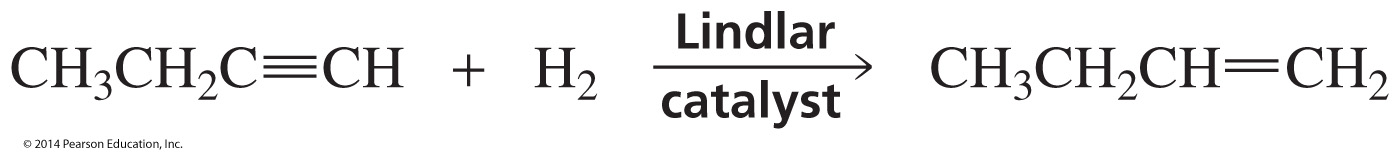 CH₃CH₂C≡CH + H₂ Lindlar catalyst CH₃CH₂CH=CH₂
© 2014 Pearson Education, Inc.